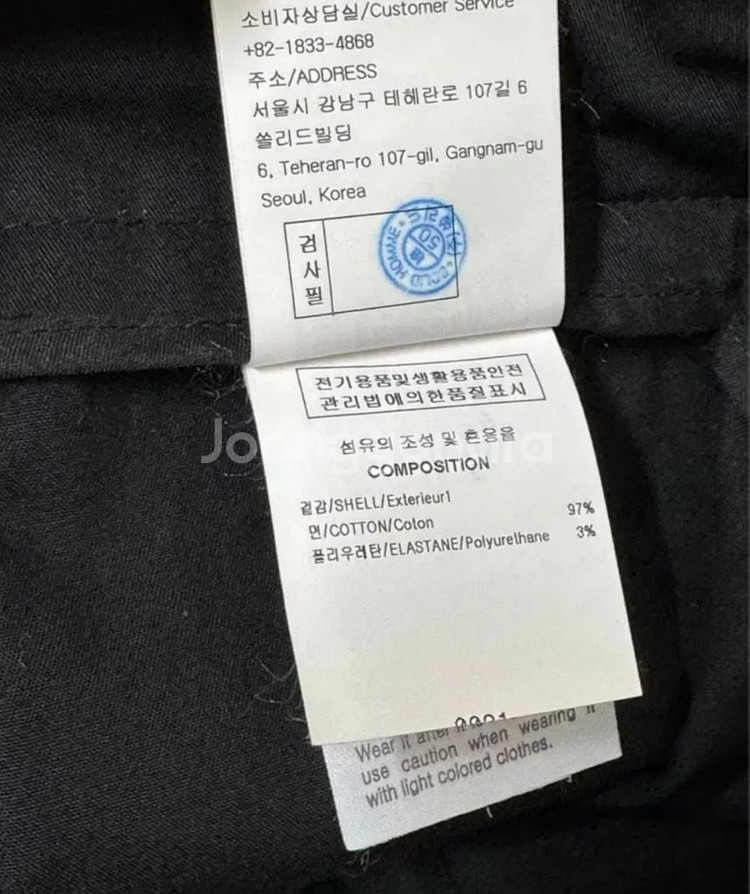 소비자상담실/Customer Service
+82-1833-4868
주소/ADDRESS
서울시 강남구 테헤란로 107길 6
쏠리드빌딩
6, Teheran-ro 107-gil, Gangnam-gu
Seoul, Korea
검사필
전기용품및생활용품안전
관리법에의한품질표시
섬유의 조성 및 혼용율
COMPOSITION
겉감/SHELL/Exterieur1
면/COTTON/Coton 97%
폴리우레탄/ELASTANE/Polyurethane 3%
Wear it after
use caution when wearing it
with light colored clothes.